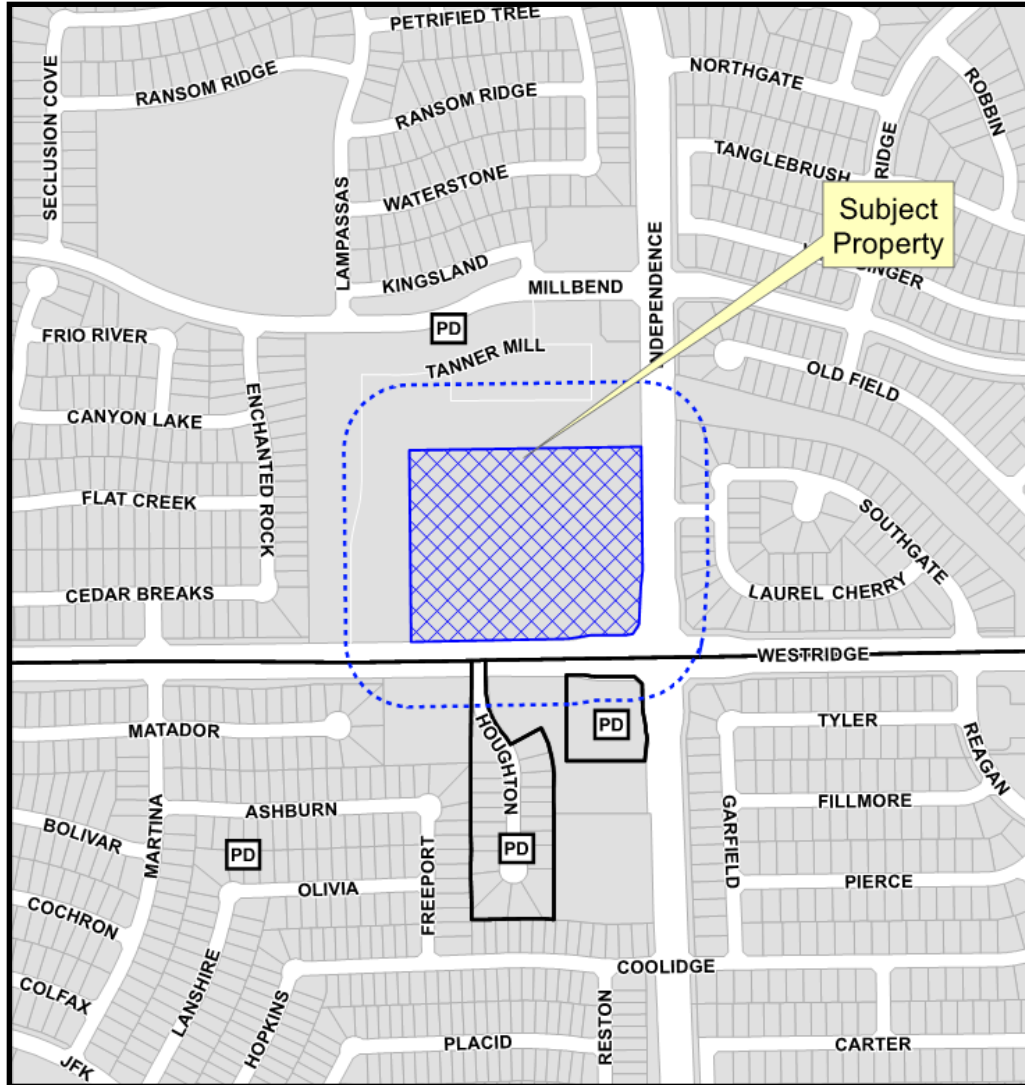 PETRIFIED TREE
RANSOM RIDGE
SECLUSION COVE
RANSOM RIDGE
NORTHGATE
ROBBIN
TANGLEBRUSH
RIDGE
WATERSTONE
LAMPASSAS
Subject
Property
INDEPENDENCE
KINGSLAND
MILLBEND
INGER
PD
FRIO RIVER
TANNER MILL
OLD FIELD
CANYON LAKE
ENCHANTED ROCK
FLAT CREEK
SOUTHGATE
CEDAR BREAKS
LAUREL CHERRY
WESTRIDGE
MATADOR
HOUGHTON
PD
TYLER
REAGAN
ASHBURN
MARTINA
FILLMORE
GARFIELD
BOLIVAR
PD
PD
OLIVIA
FREEPORT
PIERCE
COCHRON
LANSHIRE
COOLIDGE
COLFAX
HOPKINS
RESTON
PLACID
CARTER
JFK